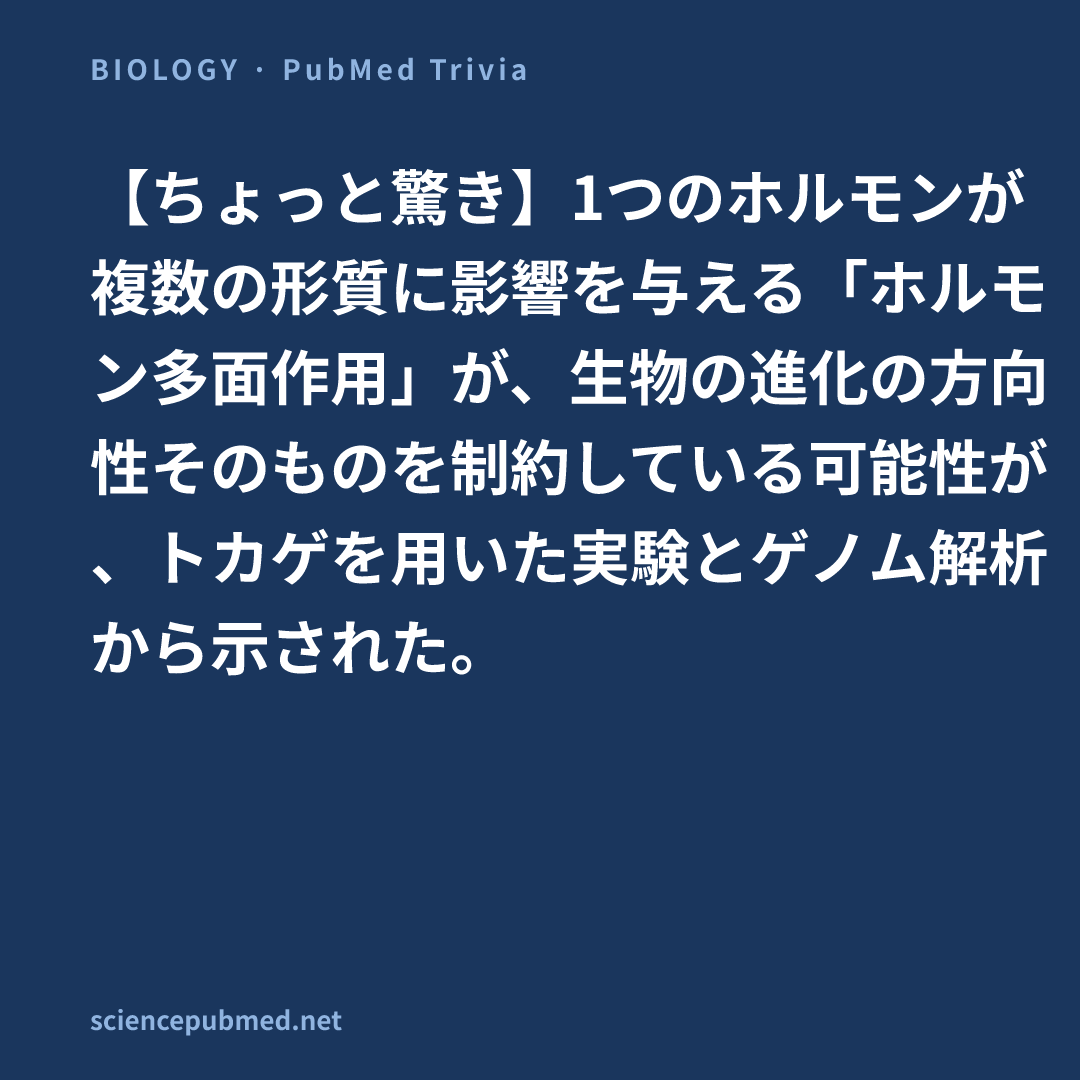 BIOLOGY · PubMed Trivia
【ちょっと驚き】1つのホルモンが
複数の形質に影響を与える「ホルモ
ン多面作用」が、生物の進化の方向
性そのものを制約している可能性が
、トカゲを用いた実験とゲノム解析
から示された。
sciencepubmed.net